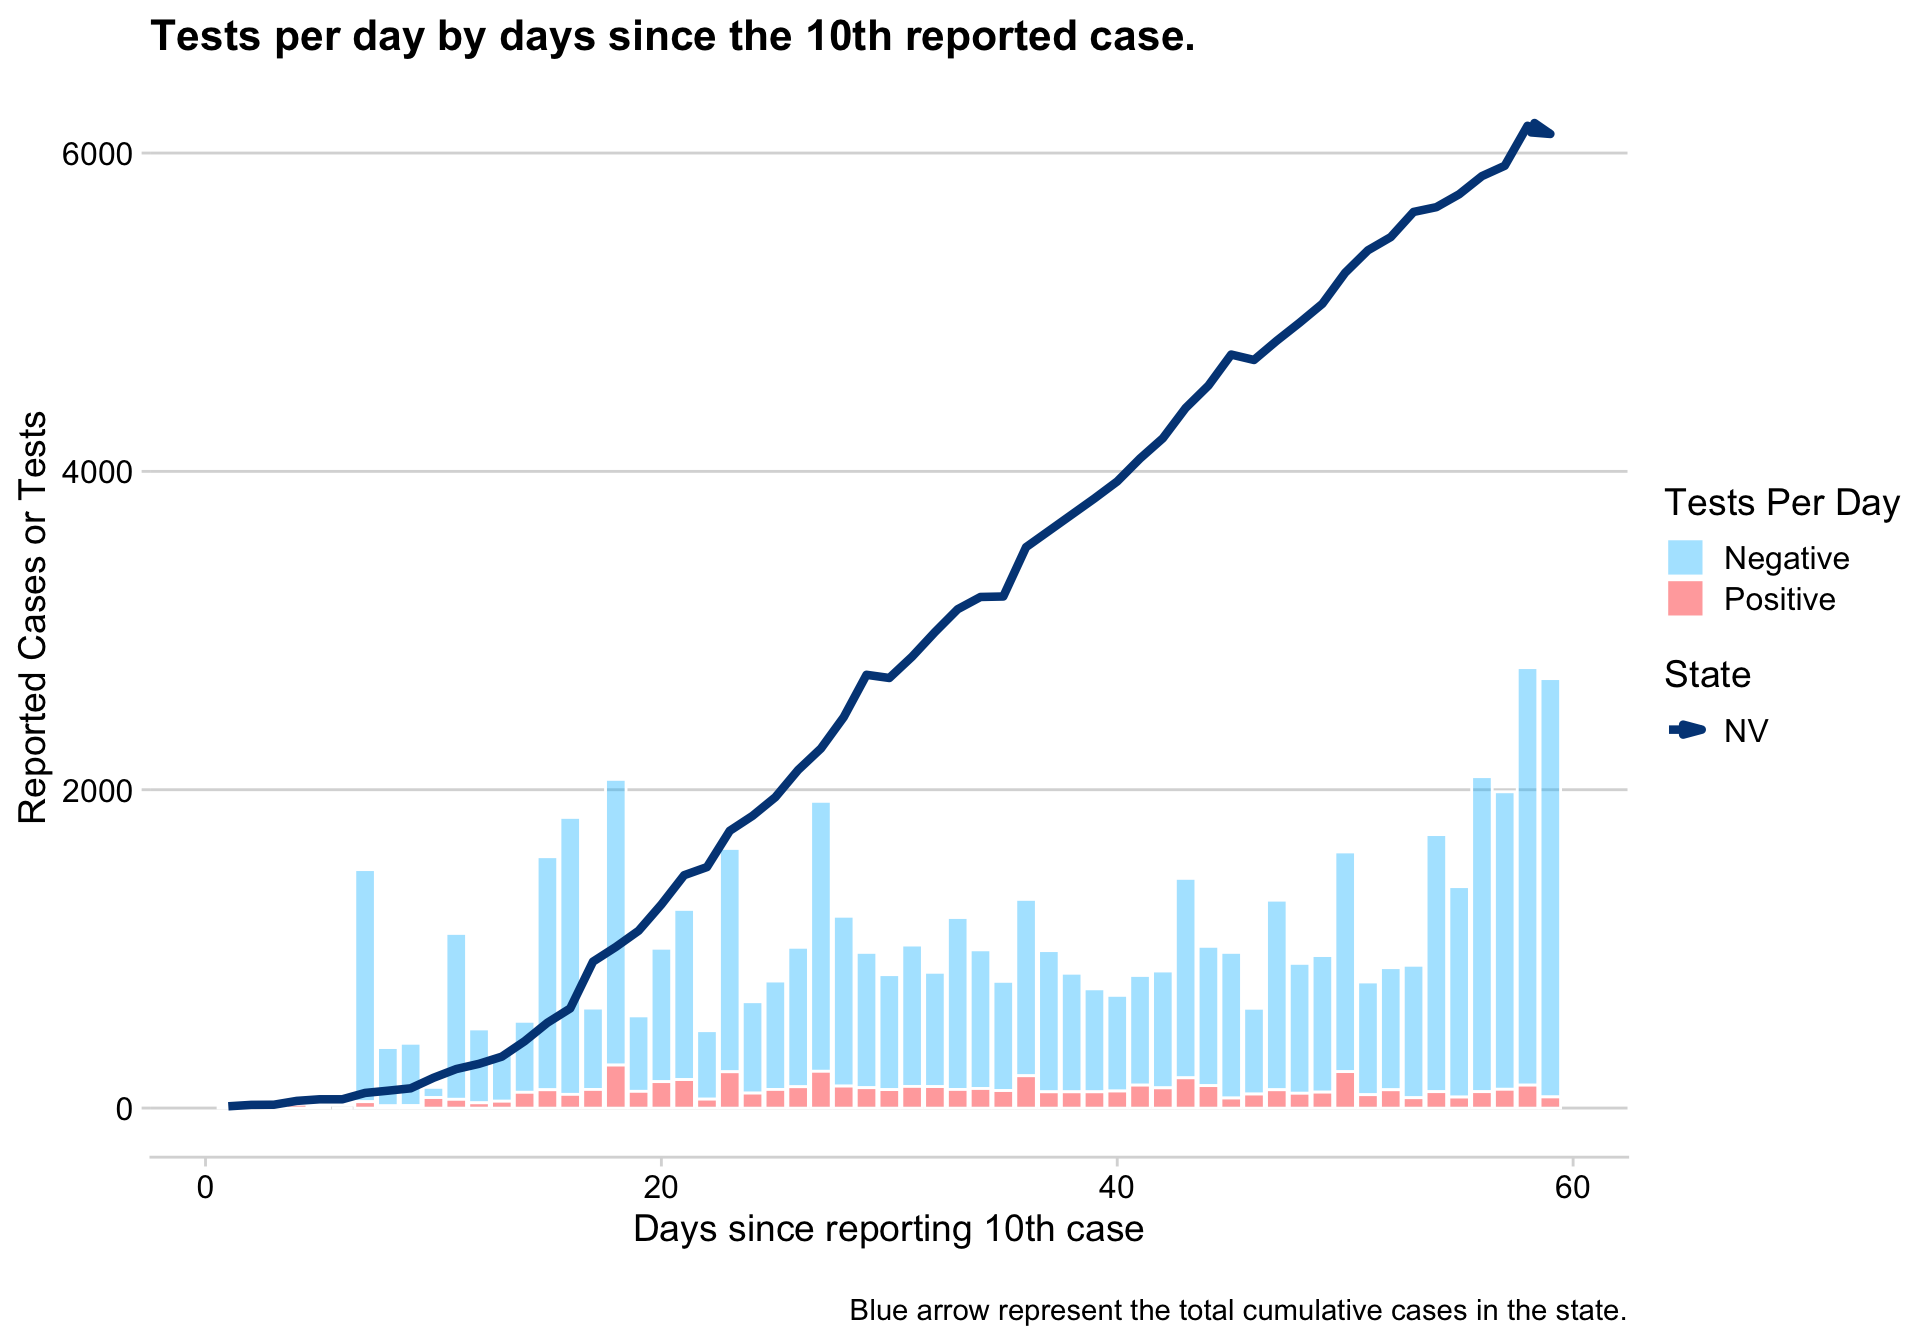 Tests per day by days since the 10th reported case.
Reported Cases or Tests
6000
4000
2000
0
0 20 40 60
Days since reporting 10th case
Tests Per Day
Negative
Positive
State
NV
Blue arrow represent the total cumulative cases in the state.